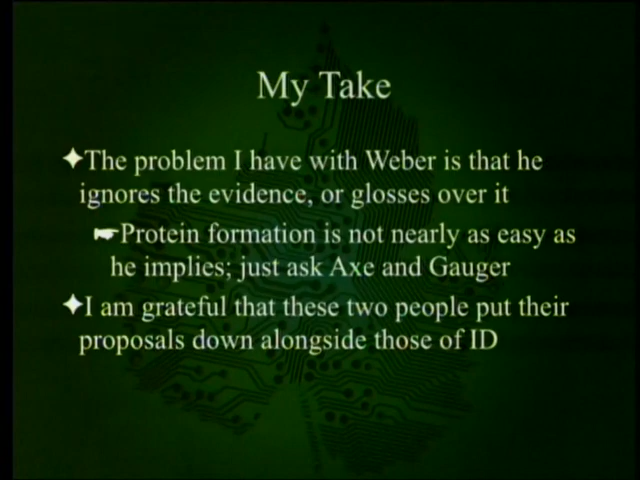 My Take
The problem I have with Weber is that he
ignores the evidence, or glosses over it
Protein formation is not nearly as easy as
he implies; just ask Axe and Gauger
I am grateful that these two people put their
proposals down alongside those of ID